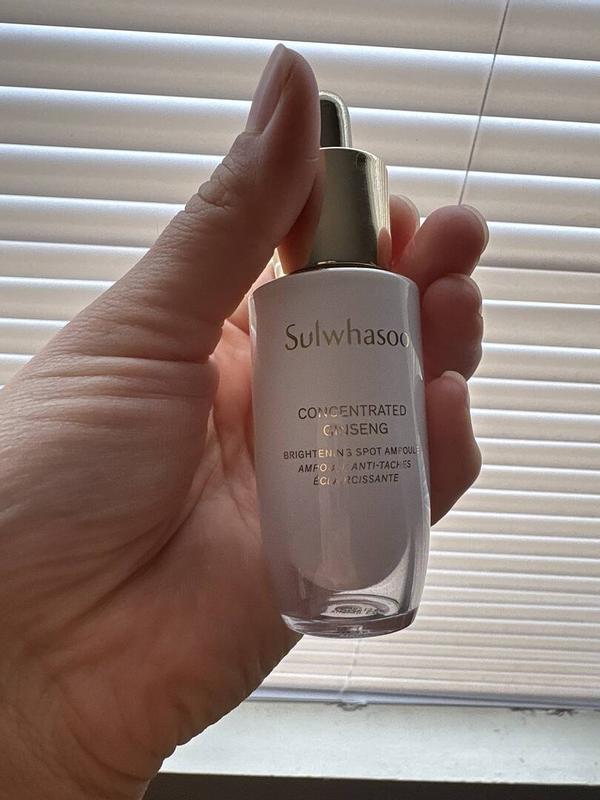 Sulwhasoo
CONCENTRATED
GINSENG
BRIGHTENING SPOT AMPOULE
AMPOULE ANTI-TACHES
ÉCLAIRCISSANTE